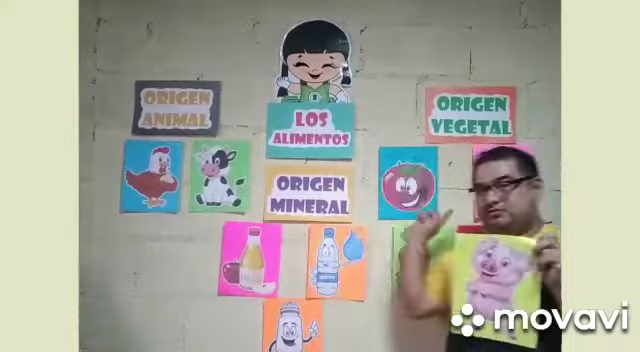 ORIGEN
ANIMAL
LOS
ALIMENTOS
ORIGEN
VEGETAL
ORIGEN
MINERAL
movavi